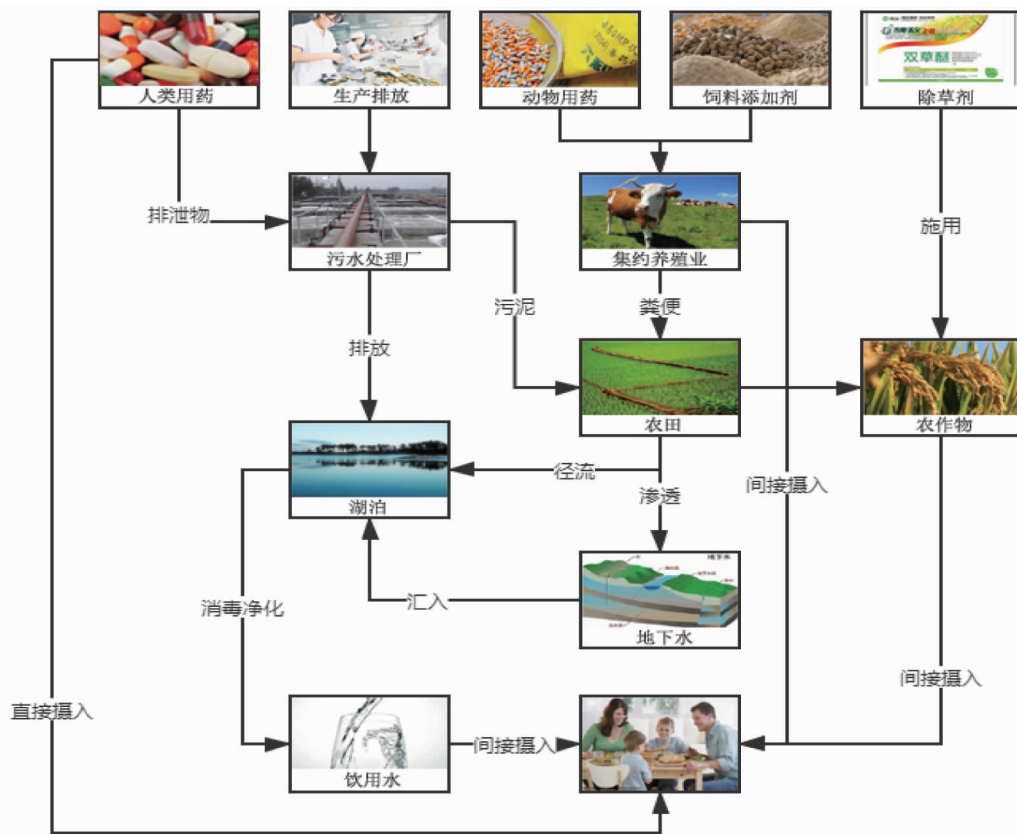 人类用药
生产排放
动物用药
饲料添加剂
双草醚
除草剂
排泄物
污水处理厂
集约养殖业
施用
污泥
粪便
排放
农田
农作物
径流
湖泊
渗透
间接摄入
地下水
汇入
消毒净化
地下水
间接摄入
直接摄入
饮用水
间接摄入